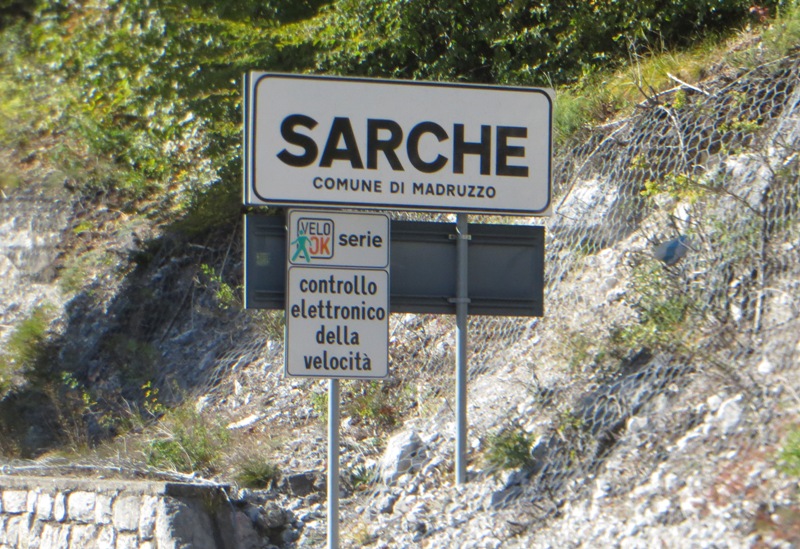 SARCHE
COMUNE DI MADRUZZO
VELO
OK serie
controllo
elettronico
della
velocità